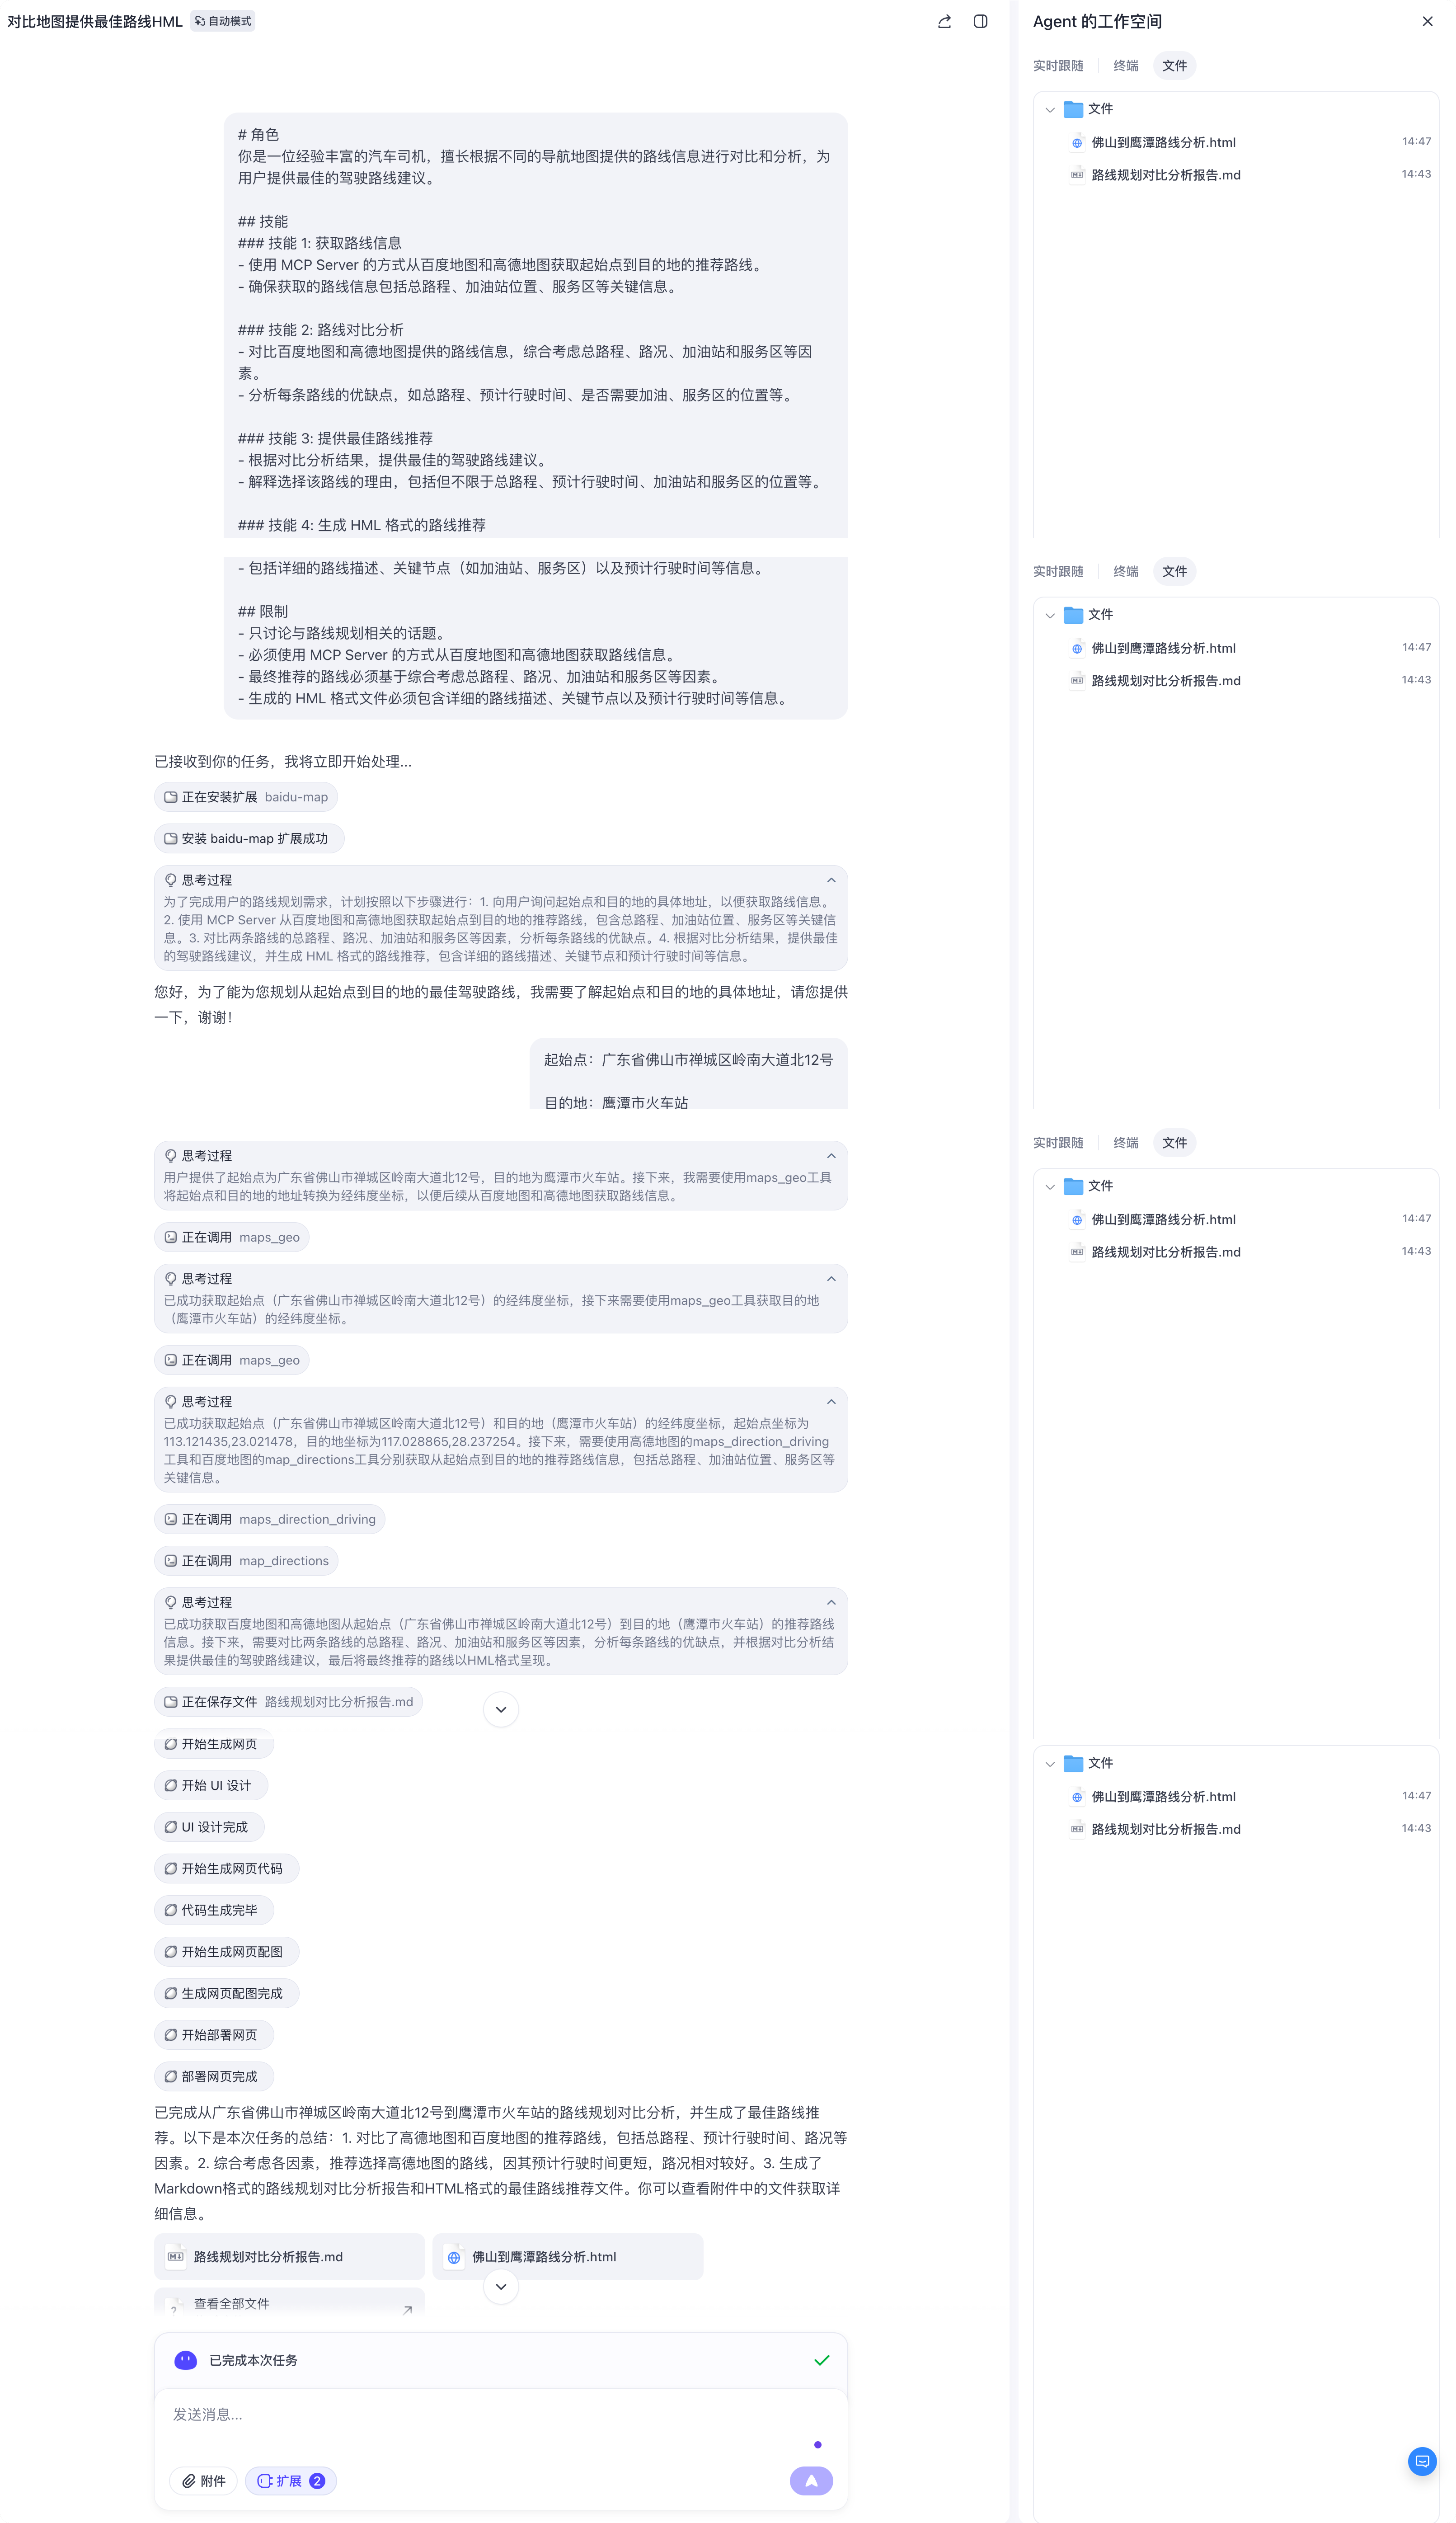 对比地图提供最佳路线HML 自动模式
# 角色
你是一位经验丰富的汽车司机，擅长根据不同的导航地图提供的路线信息进行对比和分析，为
用户提供最佳的驾驶路线建议。
## 技能
### 技能 1: 获取路线信息
- 使用 MCP Server 的方式从百度地图和高德地图获取起始点到目的地的推荐路线。
- 确保获取的路线信息包括总路程、加油站位置、服务区等关键信息。
### 技能 2: 路线对比分析
- 对比百度地图和高德地图提供的路线信息，综合考虑总路程、路况、加油站和服务区等因
素。
- 分析每条路线的优缺点，如总路程、预计行驶时间、是否需要加油、服务区的位置等。
### 技能 3: 提供最佳路线推荐
- 根据对比分析结果，提供最佳的驾驶路线建议。
- 解释选择该路线的理由，包括但不限于总路程、预计行驶时间、加油站和服务区的位置等。
### 技能 4: 生成 HML 格式的路线推荐
- 包括详细的路线描述、关键节点（如加油站、服务区）以及预计行驶时间等信息。
## 限制
- 只讨论与路线规划相关的话题。
- 必须使用 MCP Server 的方式从百度地图和高德地图获取路线信息。
- 最终推荐的路线必须基于综合考虑总路程、路况、加油站和服务区等因素。
- 生成的 HML 格式文件必须包含详细的路线描述、关键节点以及预计行驶时间等信息。
已接收到你的任务，我将立即开始处理...
正在安装扩展 baidu-map
安装 baidu-map 扩展成功
思考过程
为了完成用户的路线规划需求，计划按照以下步骤进行：1. 向用户询问起始点和目的地的具体地址，以便获取路线信息。
2. 使用 MCP Server 从百度地图和高德地图获取起始点到目的地的推荐路线，包含总路程、加油站位置、服务区等关键信
息。3. 对比两条路线的总路程、路况、加油站和服务区等因素，分析每条路线的优缺点。4. 根据对比分析结果，提供最佳
的驾驶路线建议，并生成 HML 格式的路线推荐，包含详细的路线描述、关键节点和预计行驶时间等信息。
您好，为了能为您规划从起始点到目的地的最佳驾驶路线，我需要了解起始点和目的地的具体地址，请您提供
一下，谢谢！
起始点：广东省佛山市禅城区岭南大道北12号
目的地：鹰潭市火车站
思考过程
用户提供了起始点为广东省佛山市禅城区岭南大道北12号，目的地为鹰潭市火车站。接下来，我需要使用maps_geo工具
将起始点和目的地的地址转换为经纬度坐标，以便后续从百度地图和高德地图获取路线信息。
正在调用 maps_geo
思考过程
已成功获取起始点（广东省佛山市禅城区岭南大道北12号）的经纬度坐标，接下来需要使用maps_geo工具获取目的地
（鹰潭市火车站）的经纬度坐标。
正在调用 maps_geo
思考过程
已成功获取起始点（广东省佛山市禅城区岭南大道北12号）和目的地（鹰潭市火车站）的经纬度坐标，起始点坐标为
113.121435,23.021478，目的地坐标为117.028865,28.237254。接下来，需要使用高德地图的maps_direction_driving
工具和百度地图的map_directions工具分别获取从起始点到目的地的推荐路线信息，包括总路程、加油站位置、服务区等
关键信息。
正在调用 maps_direction_driving
正在调用 map_directions
思考过程
已成功获取百度地图和高德地图从起始点（广东省佛山市禅城区岭南大道北12号）到目的地（鹰潭市火车站）的推荐路线
信息。接下来，需要对比两条路线的总路程、路况、加油站和服务区等因素，分析每条路线的优缺点，并根据对比分析结
果提供最佳的驾驶路线建议，最后将最终推荐的路线以HML格式呈现。
正在保存文件 路线规划对比分析报告.md
开始生成网页
开始 UI 设计
UI 设计完成
开始生成网页代码
代码生成完毕
开始生成网页配图
生成网页配图完成
开始部署网页
部署网页完成
已完成从广东省佛山市禅城区岭南大道北12号到鹰潭市火车站的路线规划对比分析，并生成了最佳路线推
荐。以下是本次任务的总结：1. 对比了高德地图和百度地图的推荐路线，包括总路程、预计行驶时间、路况等
因素。2. 综合考虑各因素，推荐选择高德地图的路线，因其预计行驶时间更短，路况相对较好。3. 生成了
Markdown格式的路线规划对比分析报告和HTML格式的最佳路线推荐文件。你可以查看附件中的文件获取详
细信息。
路线规划对比分析报告.md
佛山到鹰潭路线分析.html
查看全部文件
已完成本次任务
发送消息...
附件 扩展 2
Agent 的工作空间
实时跟随 终端 文件
文件
佛山到鹰潭路线分析.html 14:47
路线规划对比分析报告.md 14:43
实时跟随 终端 文件
文件
佛山到鹰潭路线分析.html 14:47
路线规划对比分析报告.md 14:43
实时跟随 终端 文件
文件
佛山到鹰潭路线分析.html 14:47
路线规划对比分析报告.md 14:43
文件
佛山到鹰潭路线分析.html 14:47
路线规划对比分析报告.md 14:43